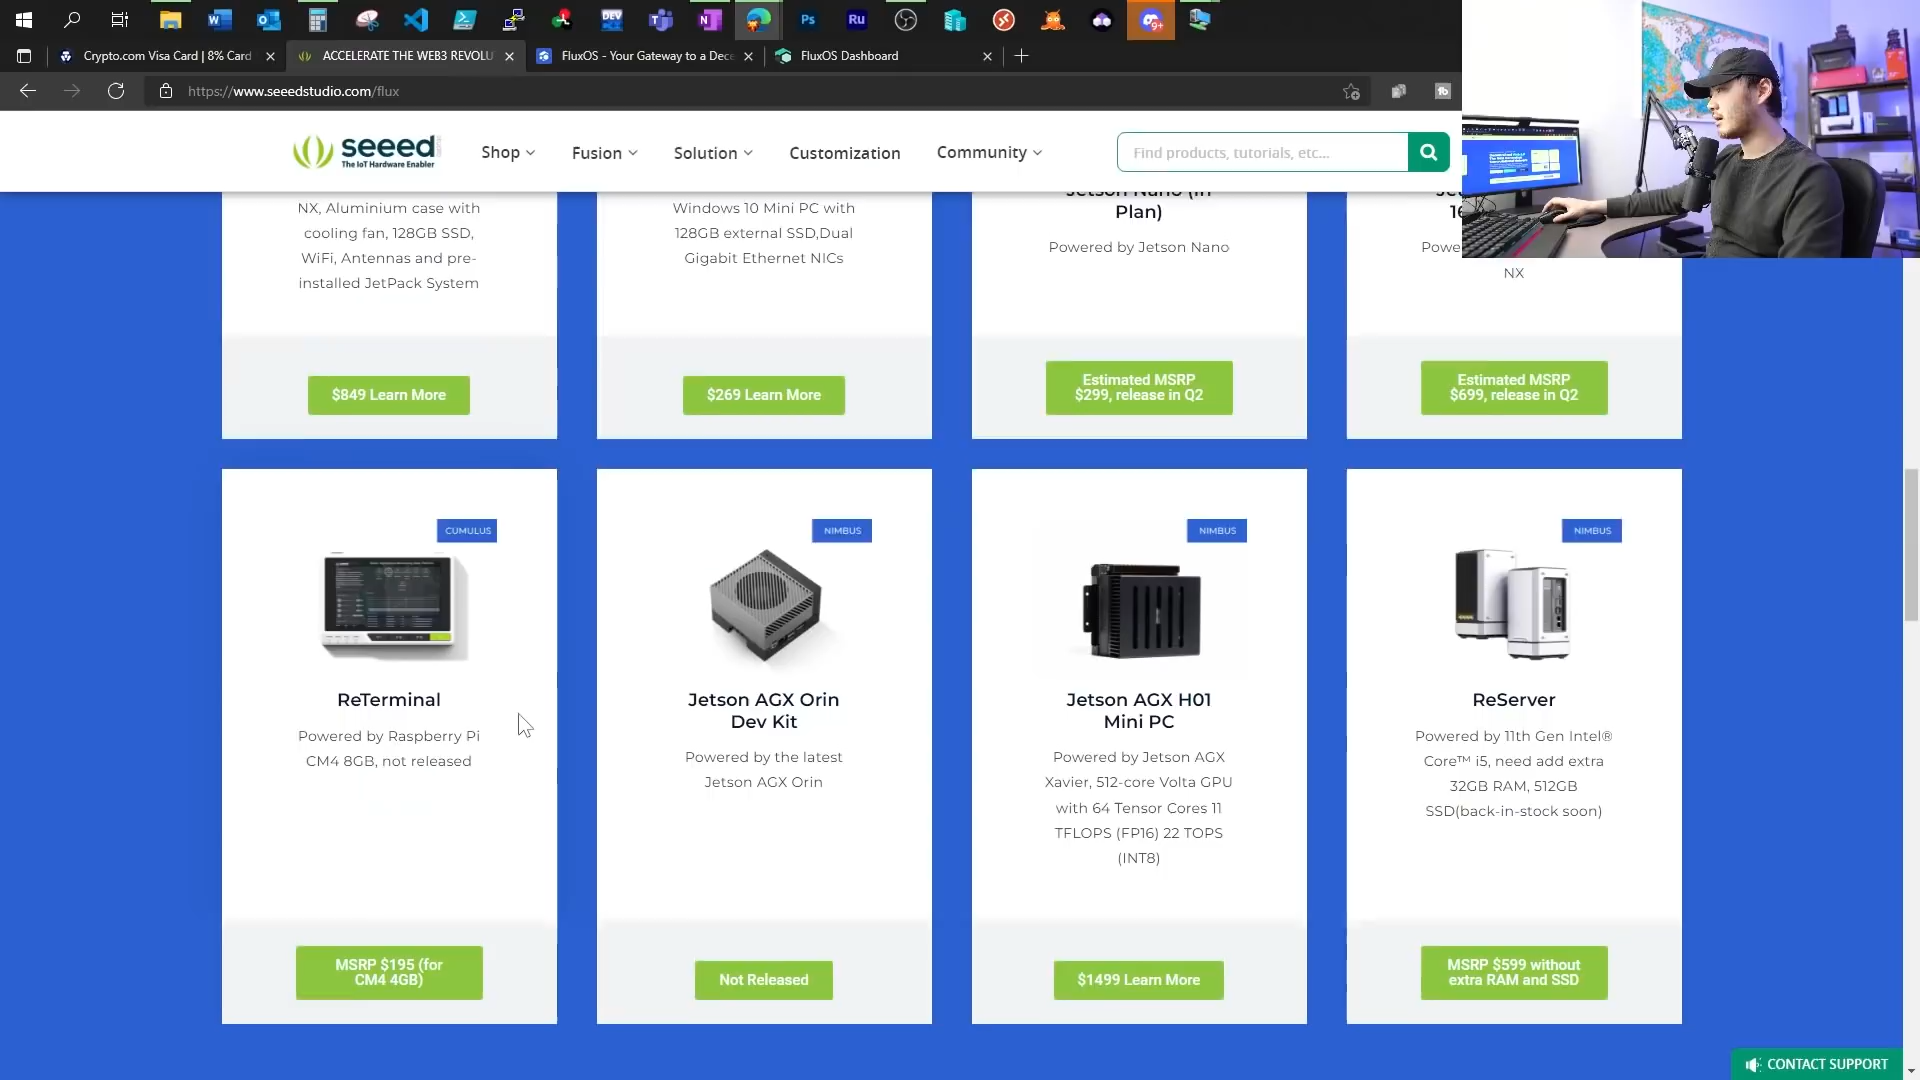 W
DEV
N
Ps
Ru
9+
Crypto.com Visa Card | 8% Card
ACCELERATE THE WEB3 REVOLU
FluxOS - Your Gateway to a Dece
FluxOS Dashboard
https://www.seeedstudio.com/flux
seeed
The IoT Hardware Enabler
Shop
Fusion
Solution
Customization
Community
Find products, tutorials, etc...
NX, Aluminium case with
cooling fan, 128GB SSD,
WiFi, Antennas and pre-
installed JetPack System
$849 Learn More
Windows 10 Mini PC with
128GB external SSD,Dual
Gigabit Ethernet NICs
$269 Learn More
Jetson Nano (In
Plan)
Powered by Jetson Nano
Estimated MSRP
$299, release in Q2
NX
Estimated MSRP
$699, release in Q2
CUMULUS
ReTerminal
Powered by Raspberry Pi
CM4 8GB, not released
MSRP $195 (for
CM4 4GB)
NIMBUS
Jetson AGX Orin
Dev Kit
Powered by the latest
Jetson AGX Orin
Not Released
NIMBUS
Jetson AGX H01
Mini PC
Powered by Jetson AGX
Xavier, 512-core Volta GPU
with 64 Tensor Cores 11
TFLOPS (FP16) 22 TOPS
(INT8)
$1499 Learn More
NIMBUS
ReServer
Powered by 11th Gen Intel®
Core™ i5, need add extra
32GB RAM, 512GB
SSD(back-in-stock soon)
MSRP $599 without
extra RAM and SSD
CONTACT SUPPORT